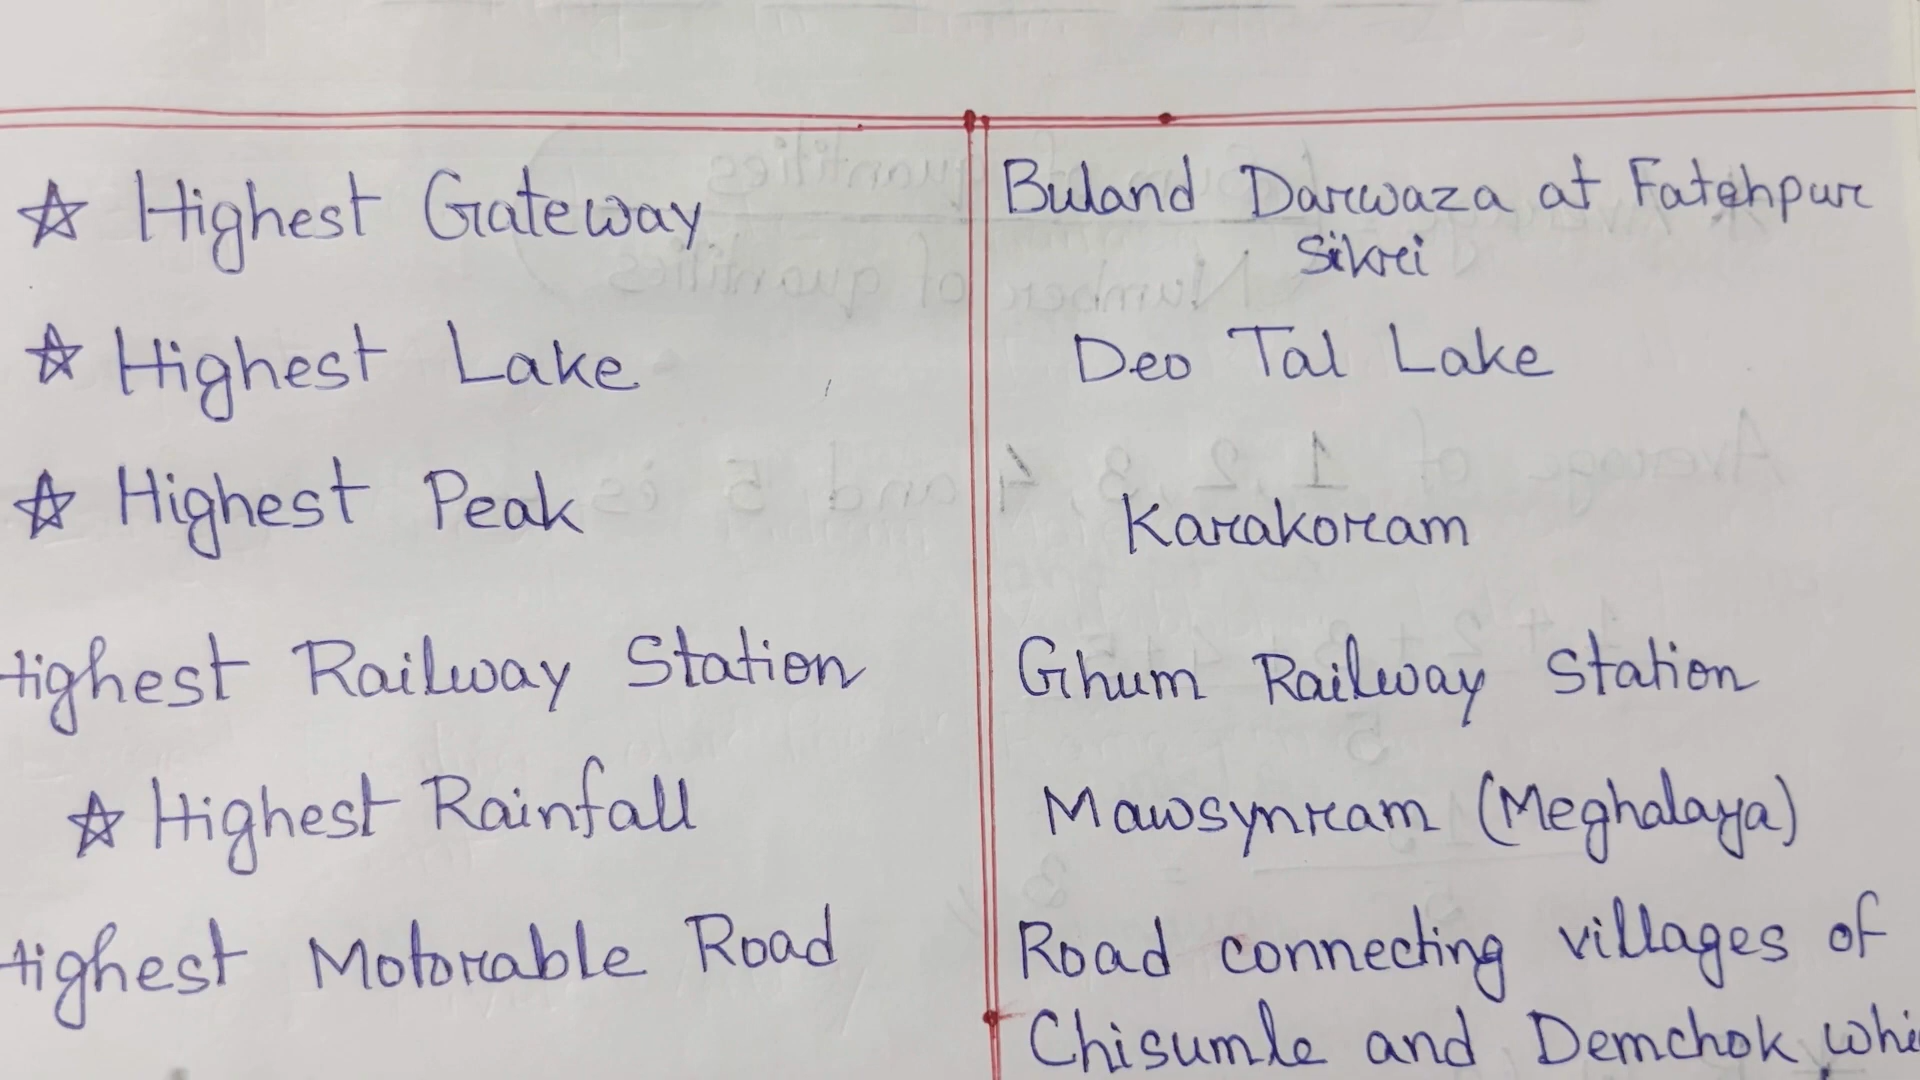 ☆ Highest Gateway
Buland Darwaza at Fatehpur
Sikri
☆ Highest Lake
Deo Tal Lake
☆ Highest Peak
Karakoram
Highest Railway Station
Ghum Railway Station
☆ Highest Rainfall
Mawsynram (Meghalaya)
Highest Motorable Road
Road connecting villages of
Chisumle and Demchok whi